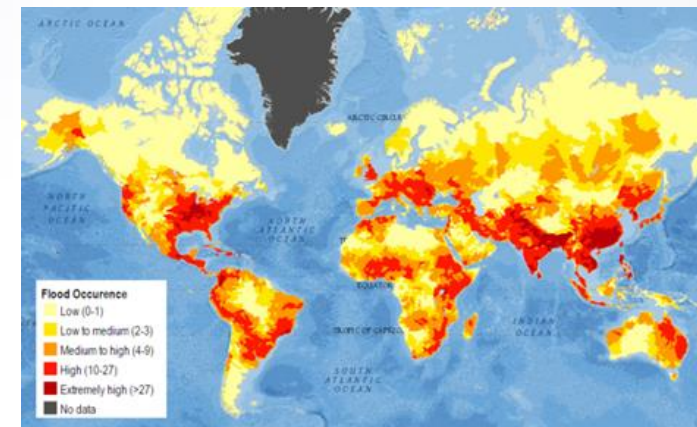 ARCTIC OCEAN
ARCTIC CIRCLE
NORTH
PACIFIC
OCEAN
NORTH
ATLANTIC
OCEAN
EQUATOR
TROPIC OF
INDIAN
OCEAN
SOUTH
ATLANTIC
OCEAN
Flood Occurence
Low (0-1)
Low to medium (2-3)
Medium to high (4-9)
High (10-27)
Extremely high (>27)
No data